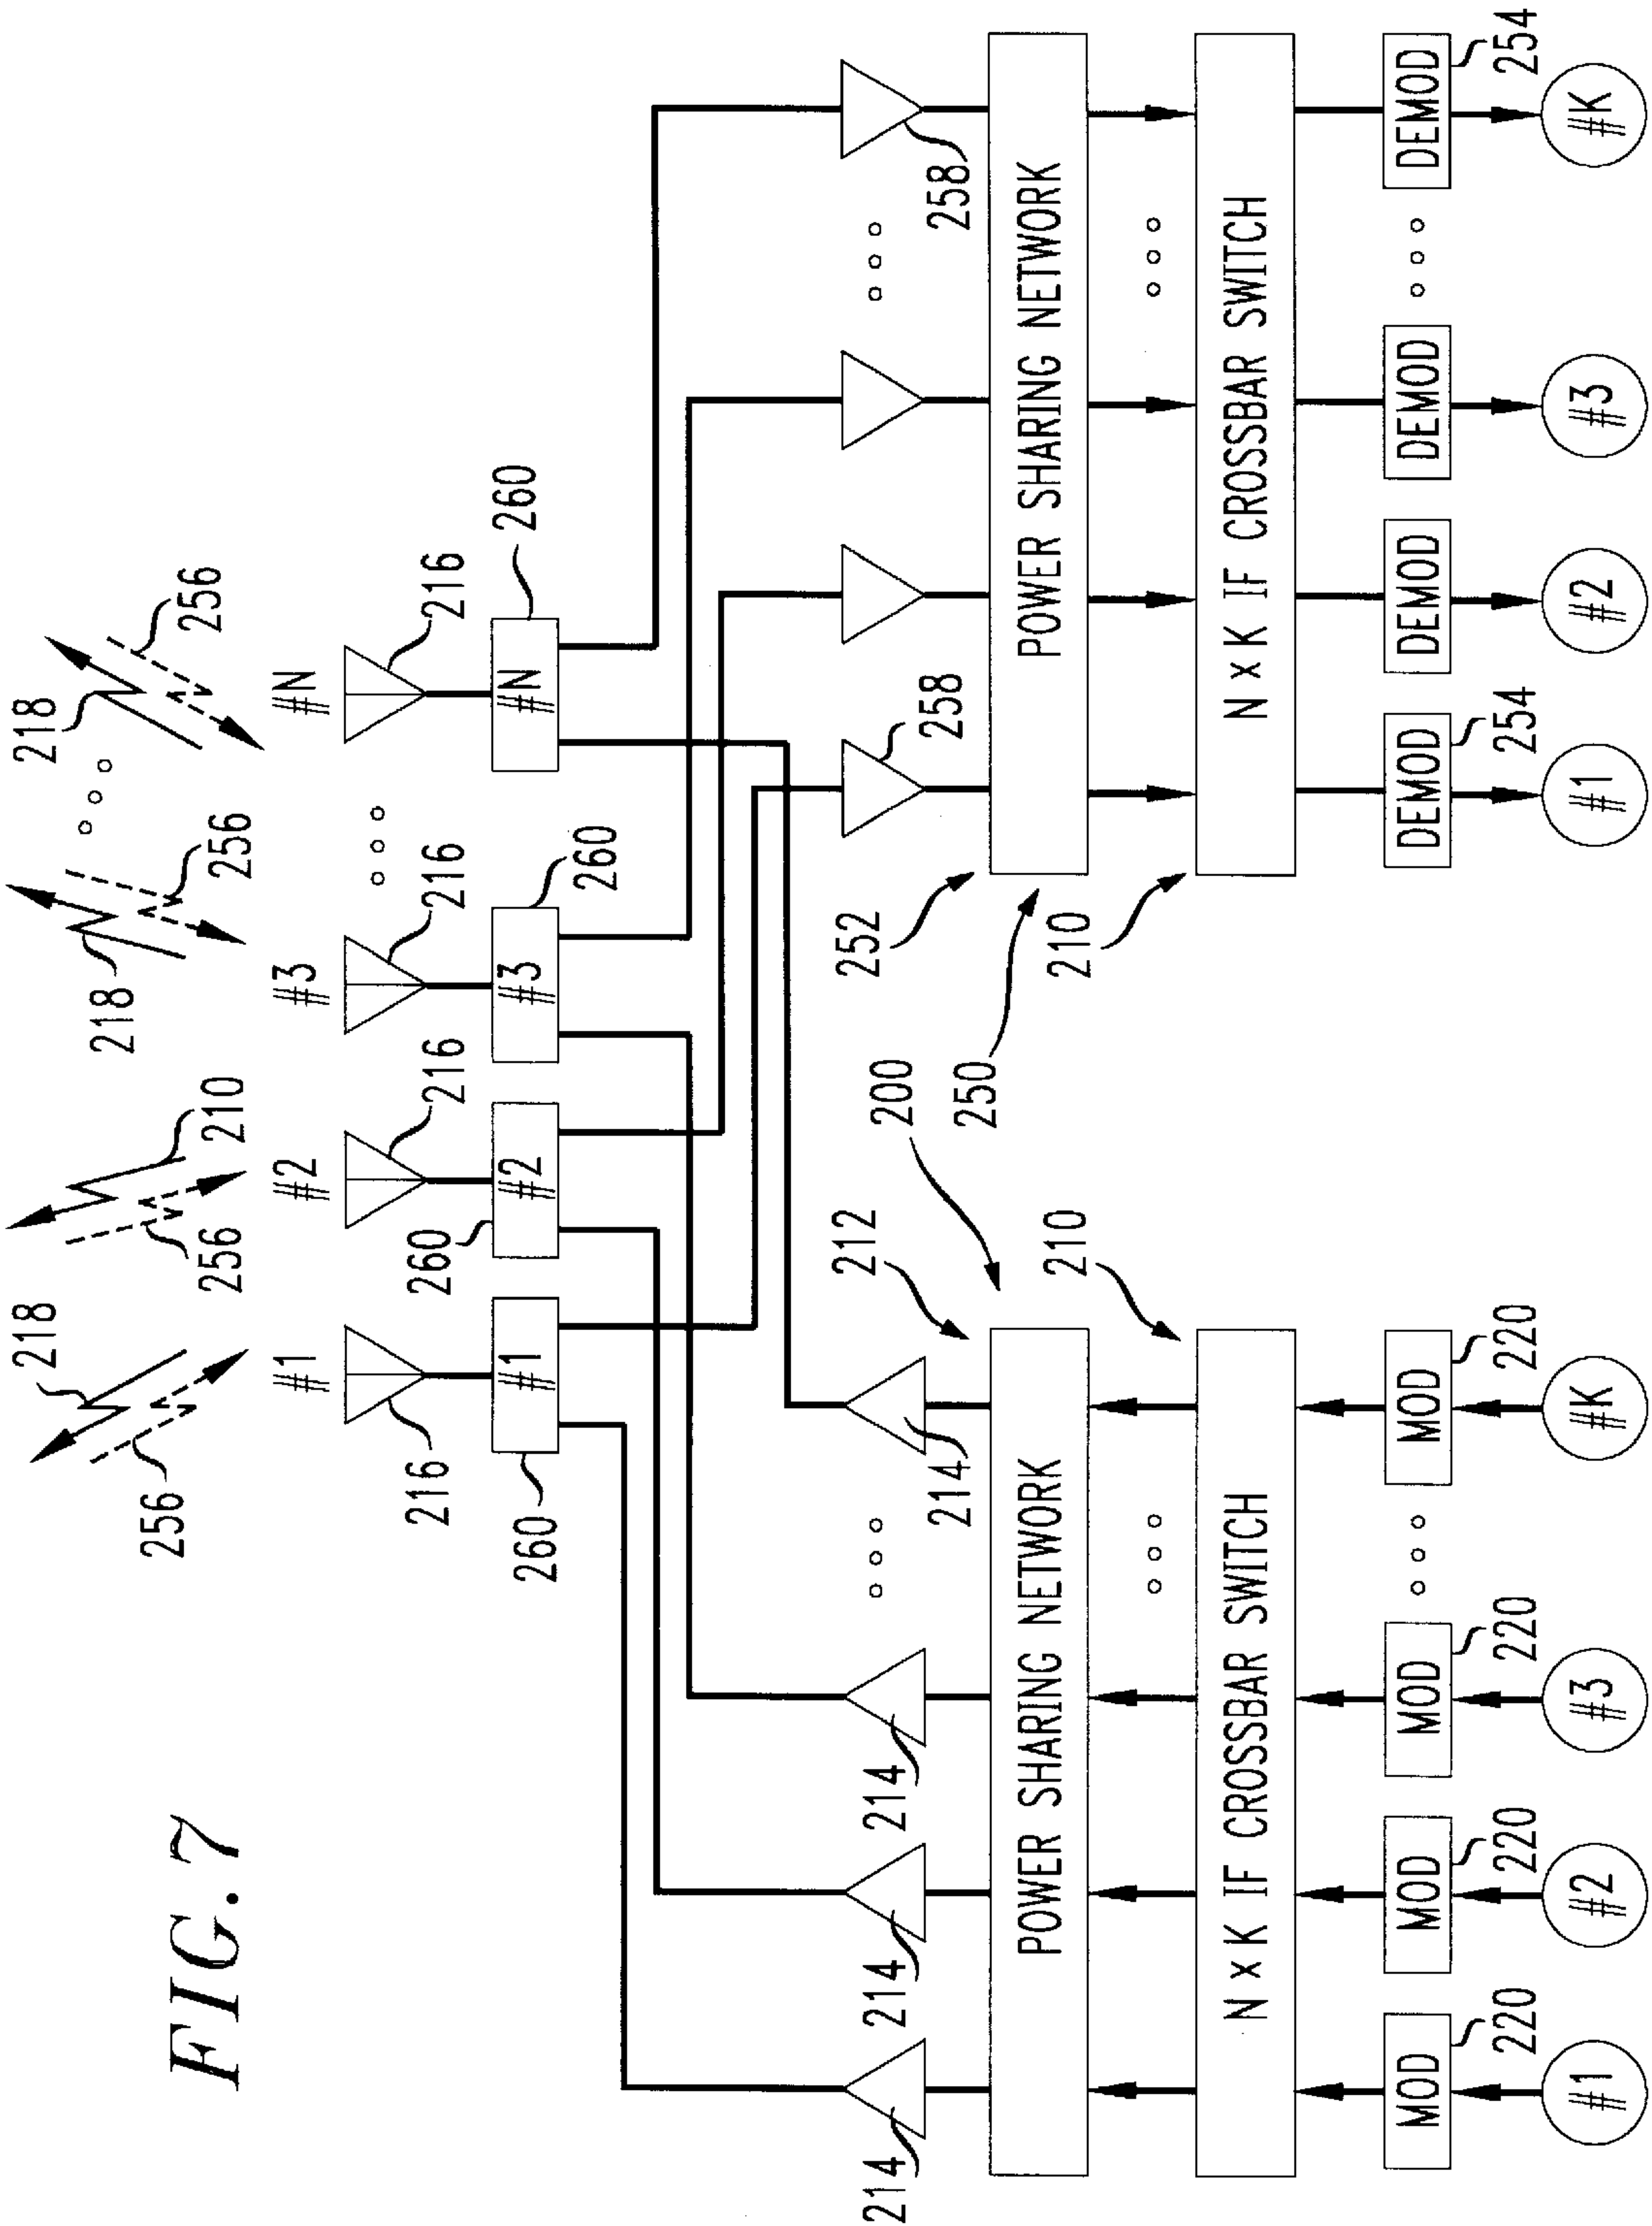 FIG. 7
218 210 218 218
256 256 256 256
#1 #2 #3 #N
216 216 216 216
#1 #2 #3 #N
260 260 260 260
214 214 214 214 258 258
212 200 252 250
POWER SHARING NETWORK POWER SHARING NETWORK
210 210
N x K IF CROSSBAR SWITCH N x K IF CROSSBAR SWITCH
MOD MOD MOD MOD DEMOD DEMOD DEMOD DEMOD
220 220 220 220 254 254
#1 #2 #3 #K #1 #2 #3 #K